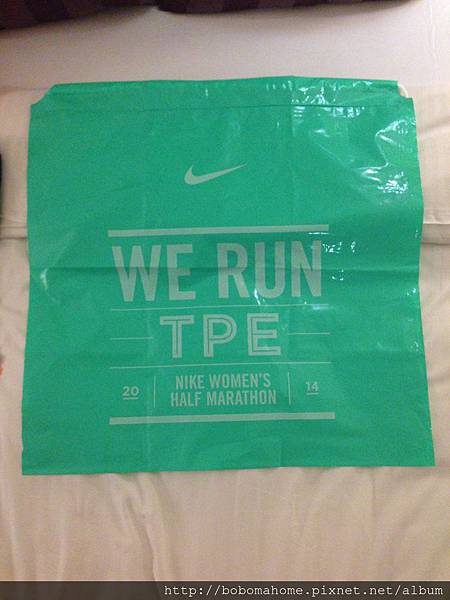 WE RUN
TPE
20 NIKE WOMEN'S 14
HALF MARATHON
http://bobomahome.pixnet.net/album